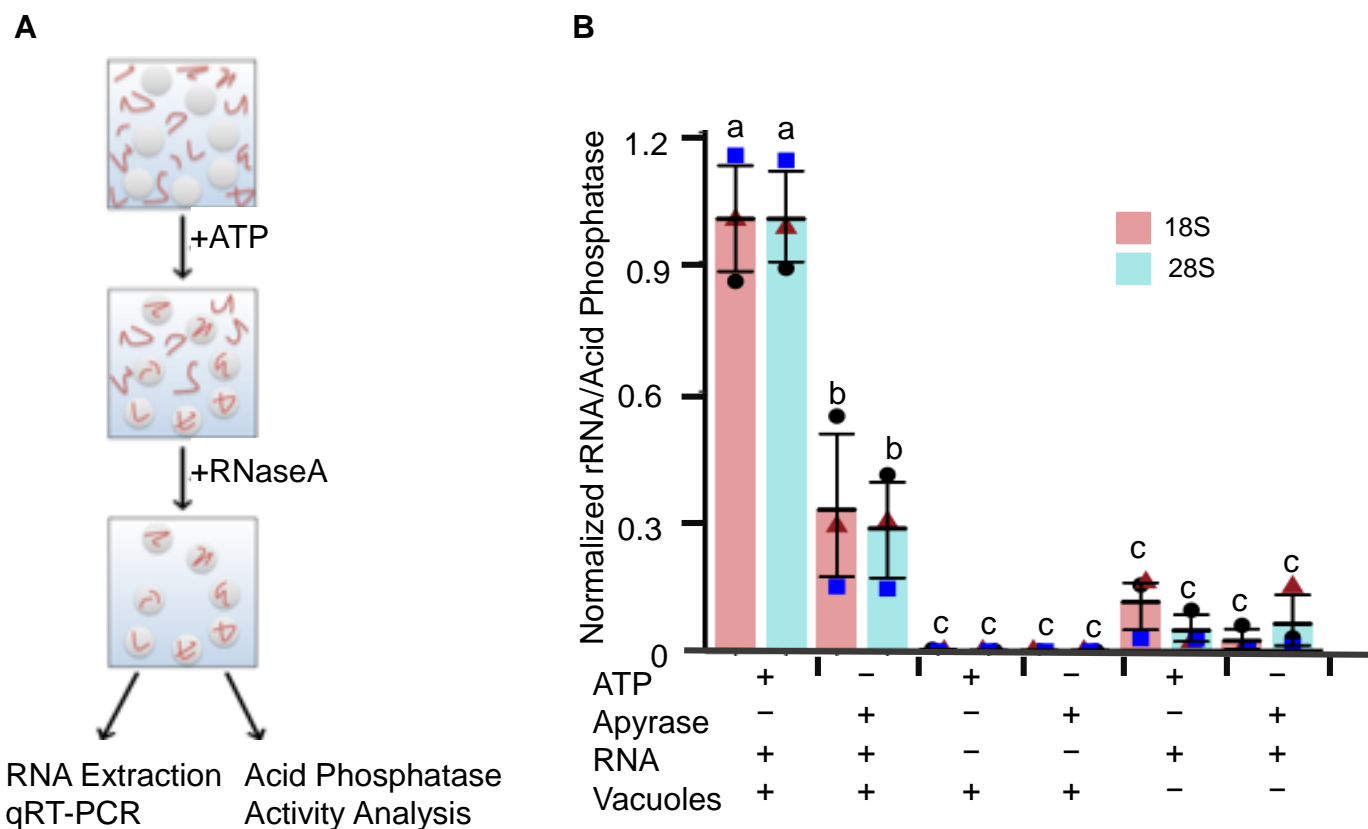 A
+ATP
+RNaseA
RNA Extraction Acid Phosphatase
qRT-PCR Activity Analysis
B
Normalized rRNA/Acid Phosphatase
1.2
0.9
0.6
0.3
0
a a
b b
c c c c c c c c
18S
28S
ATP + − + − + −
Apyrase − + − + − +
RNA + + − − + +
Vacuoles + + + + − −